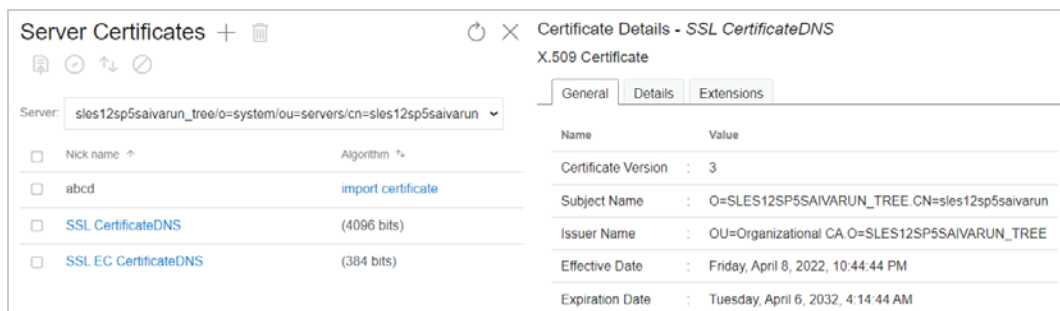 Server Certificates
Server: sles12sp5saivarun_tree/o=system/ou=servers/cn=sles12sp5saivarun
Nick name Algorithm
abcd import certificate
SSL CertificateDNS (4096 bits)
SSL EC CertificateDNS (384 bits)
Certificate Details - SSL CertificateDNS
X.509 Certificate
General Details Extensions
Name Value
Certificate Version : 3
Subject Name : O=SLES12SP5SAIVARUN_TREE.CN=sles12sp5saivarun
Issuer Name : OU=Organizational CA.O=SLES12SP5SAIVARUN_TREE
Effective Date : Friday, April 8, 2022, 10:44:44 PM
Expiration Date : Tuesday, April 6, 2032, 4:14:44 AM